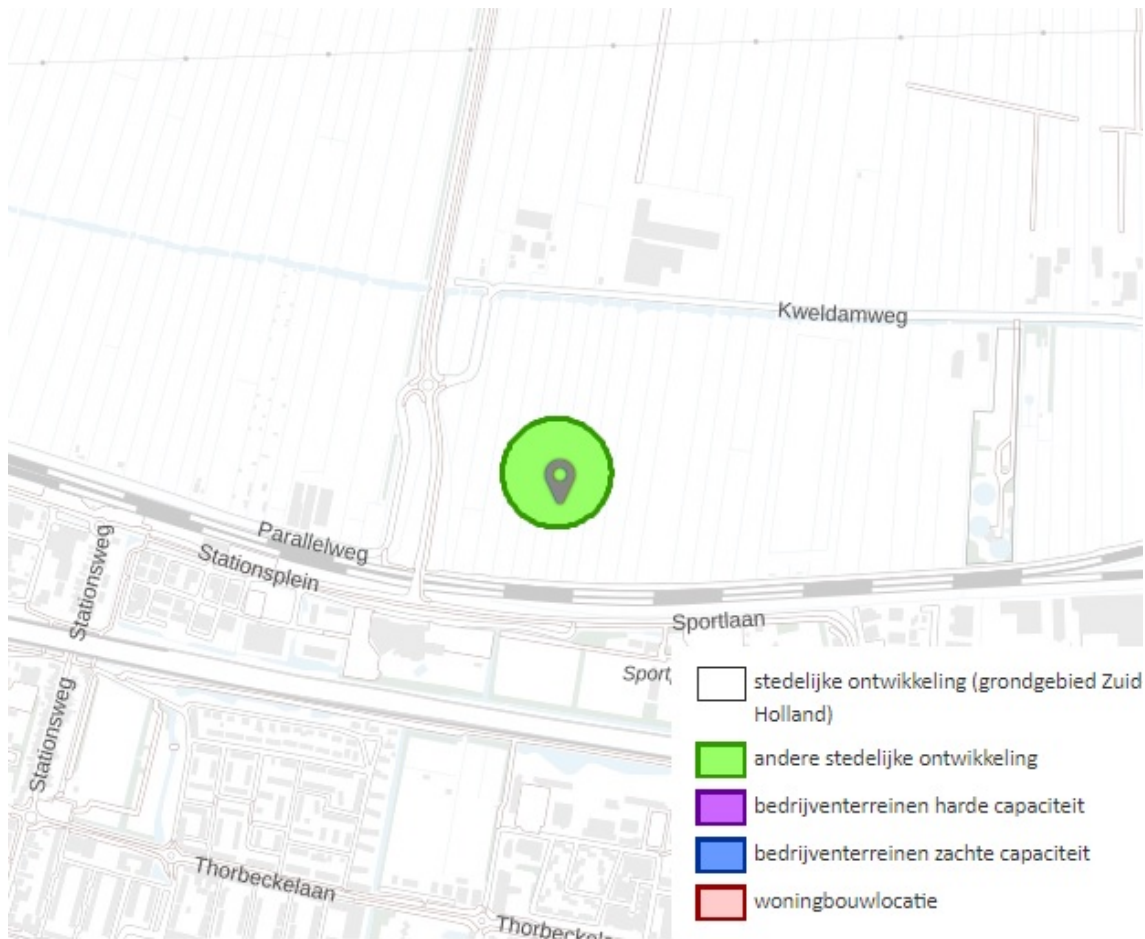 Kweldamweg
Parallelweg
Stationsplein
Stationsweg
Sportlaan
Sport
Stationsweg
Thorbeckelaan
Thorbeckela
stedelijke ontwikkeling (grondgebied Zuid
Holland)
andere stedelijke ontwikkeling
bedrijventerreinen harde capaciteit
bedrijventerreinen zachte capaciteit
woningbouwlocatie